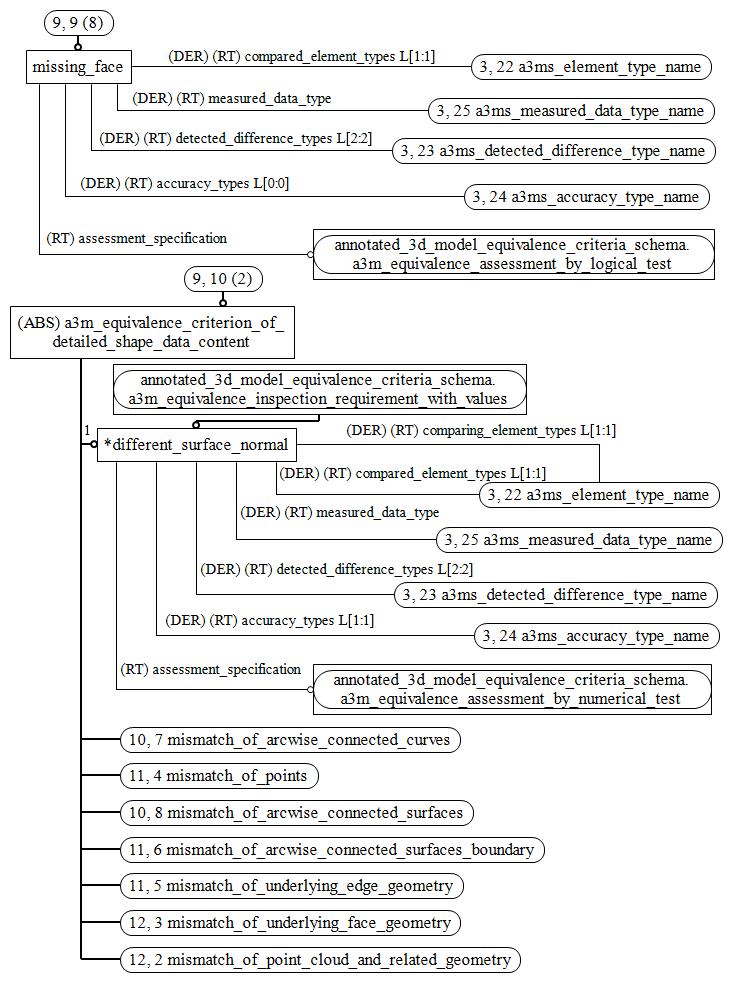 9, 9 (8)
missing_face
(DER) (RT) compared_element_types L[1:1]
3, 22 a3ms_element_type_name
(DER) (RT) measured_data_type
3, 25 a3ms_measured_data_type_name
(DER) (RT) detected_difference_types L[2:2]
3, 23 a3ms_detected_difference_type_name
(DER) (RT) accuracy_types L[0:0]
3, 24 a3ms_accuracy_type_name
(RT) assessment_specification
annotated_3d_model_equivalence_criteria_schema.
a3m_equivalence_assessment_by_logical_test
9, 10 (2)
(ABS) a3m_equivalence_criterion_of_
detailed_shape_data_content
annotated_3d_model_equivalence_criteria_schema.
a3m_equivalence_inspection_requirement_with_values
1
*different_surface_normal
(DER) (RT) comparing_element_types L[1:1]
(DER) (RT) compared_element_types L[1:1]
3, 22 a3ms_element_type_name
(DER) (RT) measured_data_type
3, 25 a3ms_measured_data_type_name
(DER) (RT) detected_difference_types L[2:2]
3, 23 a3ms_detected_difference_type_name
(DER) (RT) accuracy_types L[1:1]
3, 24 a3ms_accuracy_type_name
(RT) assessment_specification
annotated_3d_model_equivalence_criteria_schema.
a3m_equivalence_assessment_by_numerical_test
10, 7 mismatch_of_arcwise_connected_curves
11, 4 mismatch_of_points
10, 8 mismatch_of_arcwise_connected_surfaces
11, 6 mismatch_of_arcwise_connected_surfaces_boundary
11, 5 mismatch_of_underlying_edge_geometry
12, 3 mismatch_of_underlying_face_geometry
12, 2 mismatch_of_point_cloud_and_related_geometry